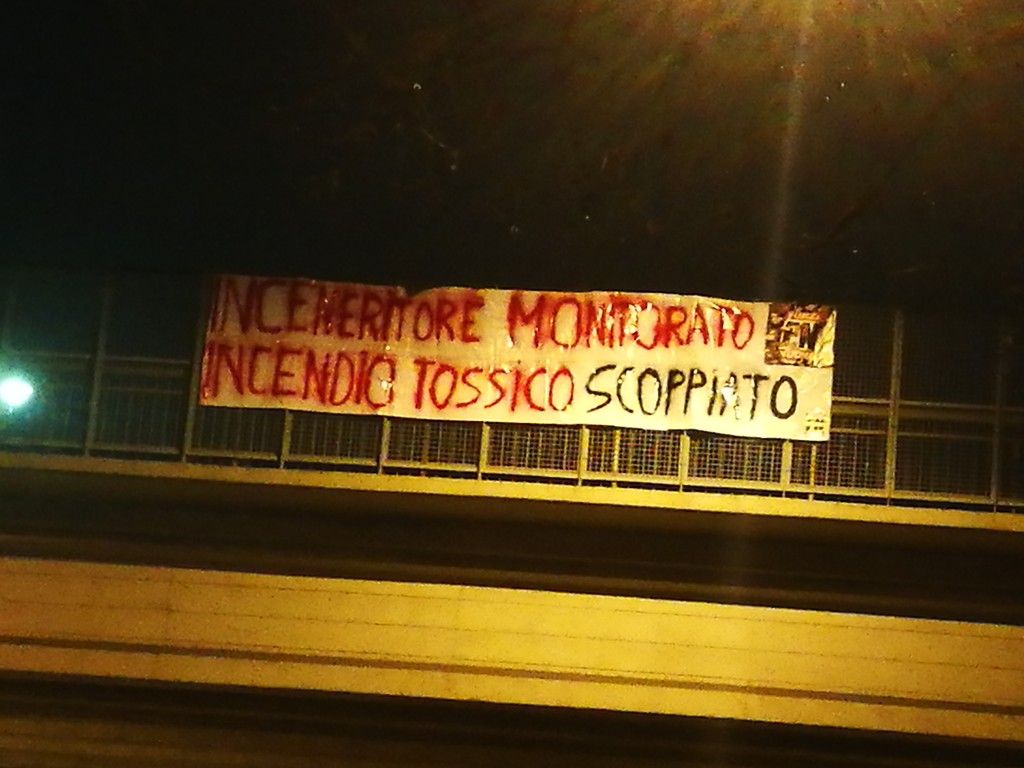 INCENERITORE MONITORATO
INCENDIO TOSSICO SCOPPIATO